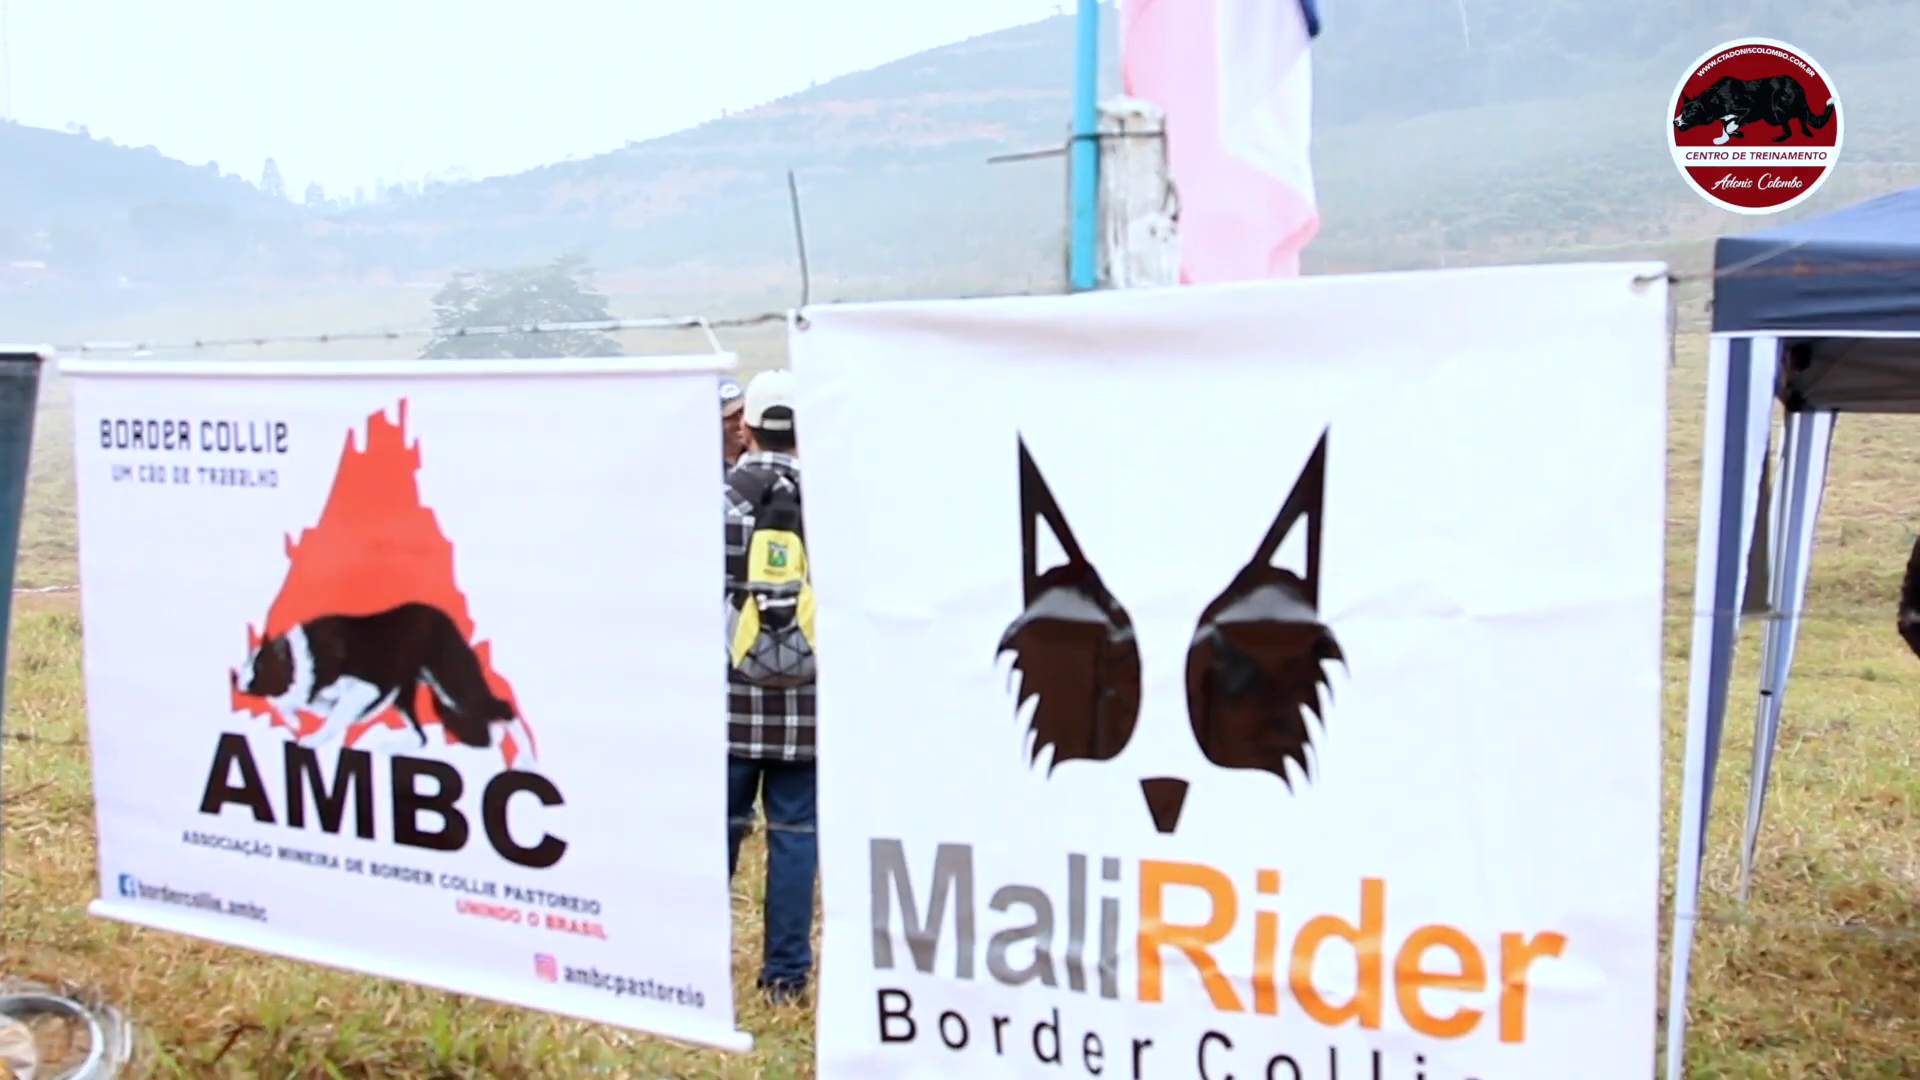 BORDER COLLIE
UM CÃO DE TRABALHO
AMBC
ASSOCIAÇÃO MINEIRA DE BORDER COLLIE PASTOREIO
UNINDO O BRASIL
bordercollie.ambc
ambcpastoreio
MaliRider
Border Collie
WWW.CTADONISCOLOMBO.COM.BR
CENTRO DE TREINAMENTO
Adonis Colombo